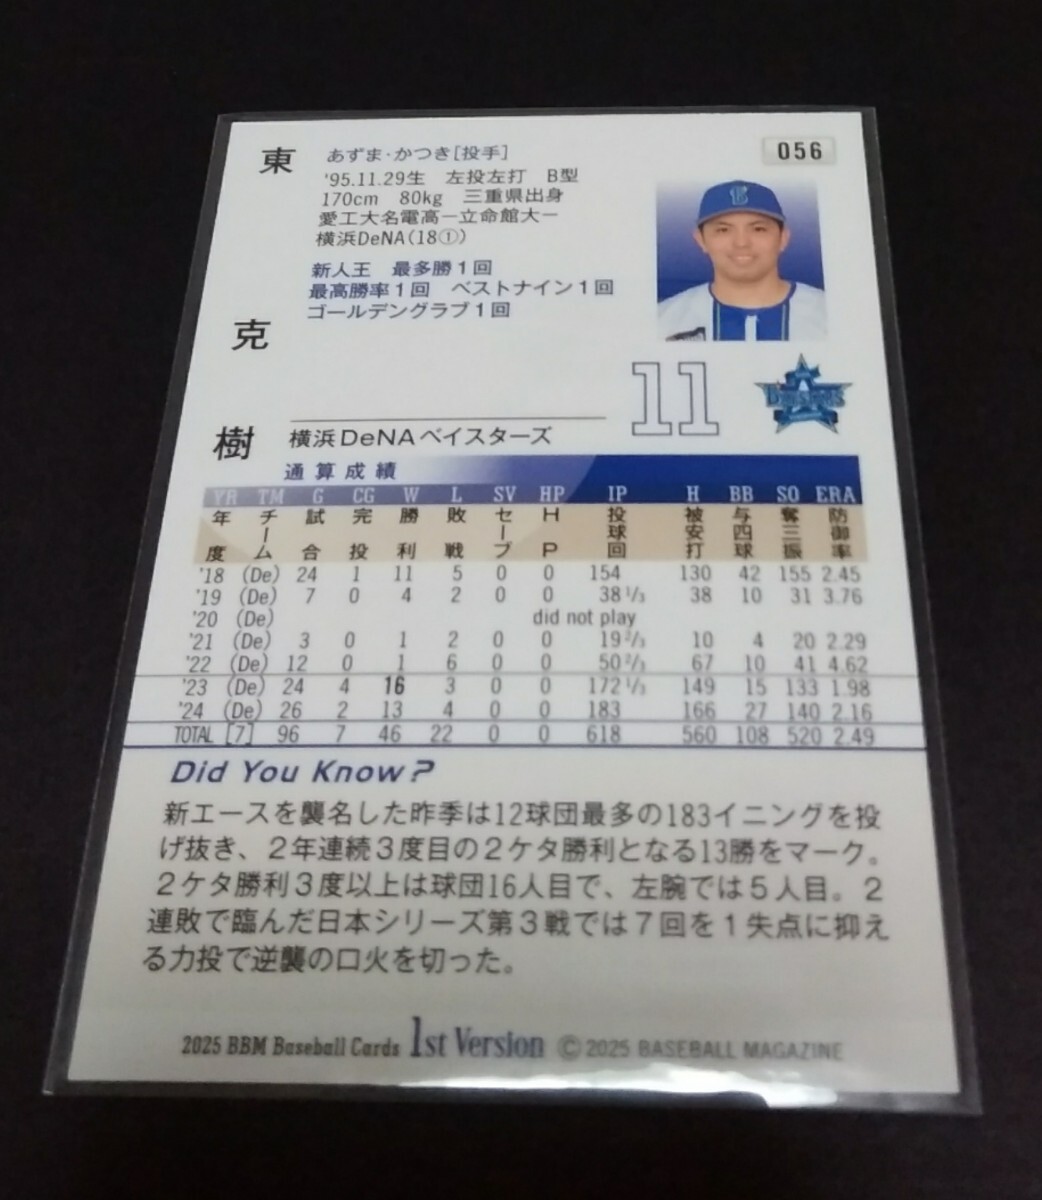 東
克
樹
あずま・かつき[投手]
'95.11.29生　左投左打　B型
170cm　80kg　三重県出身
愛工大名電高－立命館大－
横浜DeNA(18①)
新人王　最多勝1回
最高勝率1回　ベストナイン1回
ゴールデングラブ1回
056
11
横浜DeNAベイスターズ
通算成績
YR TM G CG W L SV HP IP H BB SO ERA
年度 チーム 試合 完投 勝利 敗戦 セーブ HP 投球回 被安打 与四球 奪三振 防御率
'18 (De) 24 1 11 5 0 0 154 130 42 155 2.45
'19 (De) 7 0 4 2 0 0 38 1/3 38 10 31 3.76
'20 (De) did not play
'21 (De) 3 0 1 2 0 0 19 2/3 10 4 20 2.29
'22 (De) 12 0 1 6 0 0 50 2/3 67 10 41 4.62
'23 (De) 24 4 16 3 0 0 172 1/3 149 15 133 1.98
'24 (De) 26 2 13 4 0 0 183 166 27 140 2.16
TOTAL [7] 96 7 46 22 0 0 618 560 108 520 2.49
Did You Know?
新エースを襲名した昨季は12球団最多の183イニングを投
げ抜き、2年連続3度目の2ケタ勝利となる13勝をマーク。
2ケタ勝利3度以上は球団16人目で、左腕では5人目。2
連敗で臨んだ日本シリーズ第3戦では7回を1失点に抑え
る力投で逆襲の口火を切った。
2025 BBM Baseball Cards 1st Version © 2025 BASEBALL MAGAZINE